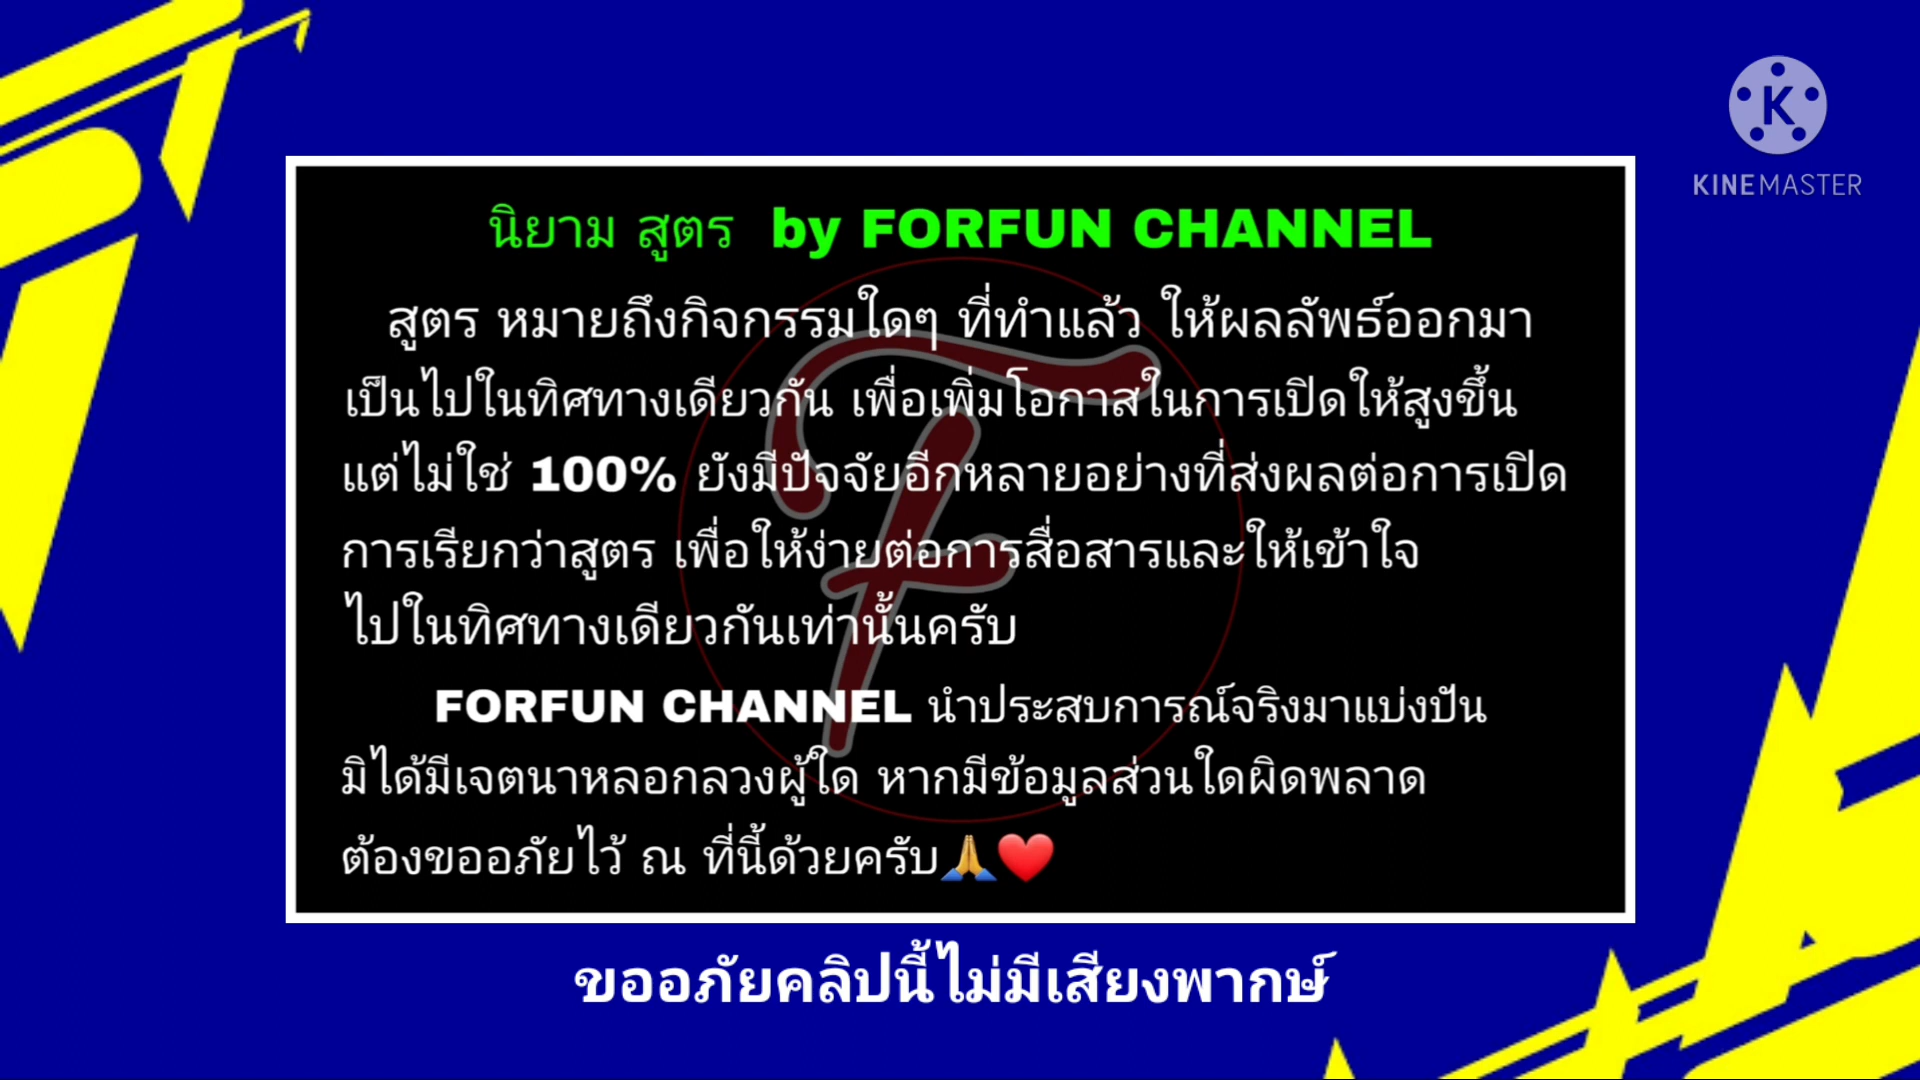 KINEMASTER
นิยาม สูตร by FORFUN CHANNEL
สูตร หมายถึงกิจกรรมใดๆ ที่ทำแล้ว ให้ผลลัพธ์ออกมา
เป็นไปในทิศทางเดียวกัน เพื่อเพิ่มโอกาสในการเปิดให้สูงขึ้น
แต่ไม่ใช่ 100% ยังมีปัจจัยอีกหลายอย่างที่ส่งผลต่อการเปิด
การเรียกว่าสูตร เพื่อให้ง่ายต่อการสื่อสารและให้เข้าใจ
ไปในทิศทางเดียวกันเท่านั้นครับ
FORFUN CHANNEL นำประสบการณ์จริงมาแบ่งปัน
มิได้มีเจตนาหลอกลวงผู้ใด หากมีข้อมูลส่วนใดผิดพลาด
ต้องขออภัยไว้ ณ ที่นี้ด้วยครับ🙏❤️
ขออภัยคลิปนี้ไม่มีเสียงพากษ์